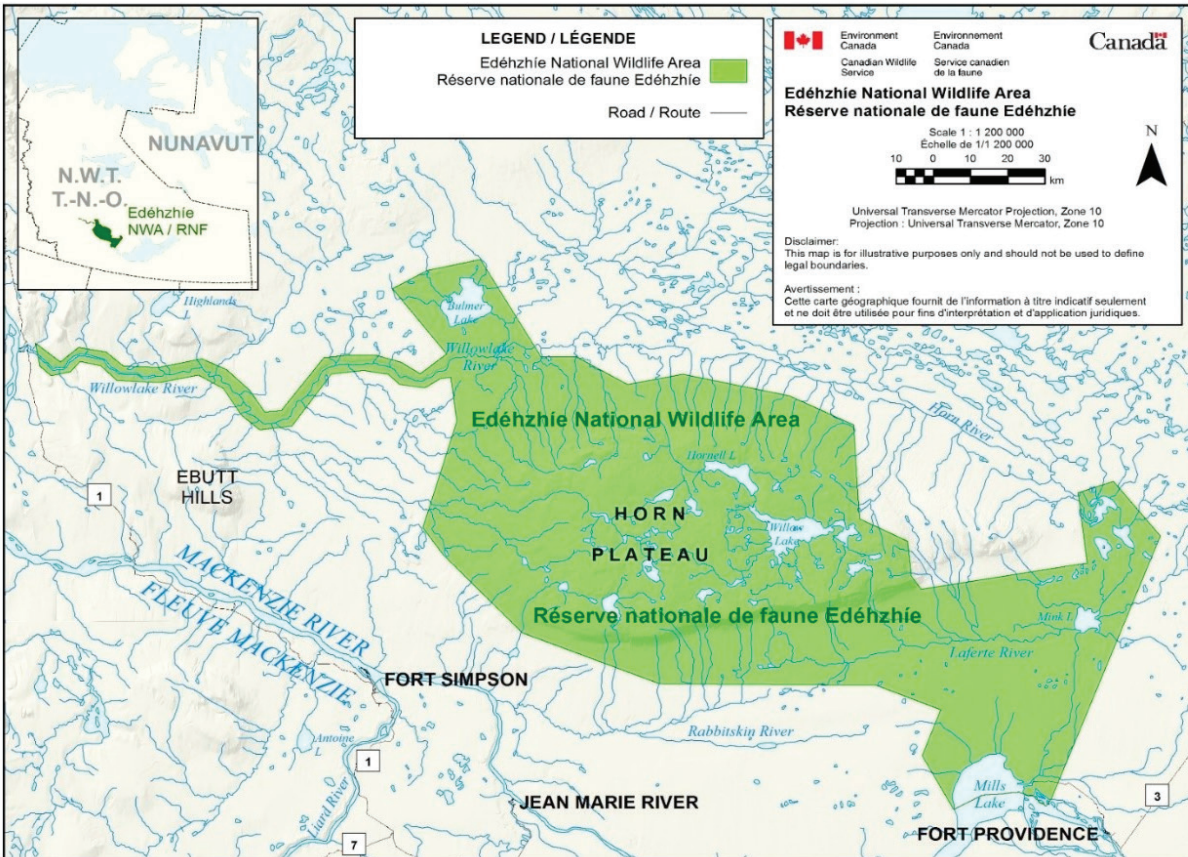 NUNAVUT
N.W.T.
T.-N.-O.
Edéhzhíe
NWA / RNF
LEGEND / LÉGENDE
Edéhzhíe National Wildlife Area
Réserve nationale de faune Edéhzhíe
Road / Route
Environment
Canada
Environnement
Canada
Canadian Wildlife
Service
Service canadien
de la faune
Canada
Edéhzhíe National Wildlife Area
Réserve nationale de faune Edéhzhíe
Scale 1 : 1 200 000
Échelle de 1/1 200 000
10 0 10 20 30
km
N
Universal Transverse Mercator Projection, Zone 10
Projection : Universal Transverse Mercator, Zone 10
Disclaimer:
This map is for illustrative purposes only and should not be used to define
legal boundaries.
Avertissement :
Cette carte géographique fournit de l'information à titre indicatif seulement
et ne doit être utilisée pour fins d'interprétation et d'application juridiques.
Highlands
L
Bulmer
Lake
Willowlake
River
Willowlake River
Horn River
Edéhzhíe National Wildlife Area
Hornell L
EBUTT
HILLS
1
HORN
PLATEAU
Willow
Lake
MACKENZIE RIVER
FLEUVE MACKENZIE
Réserve nationale de faune Edéhzhíe
Mink L
Laferte River
FORT SIMPSON
Rabbitskin River
Antoine
L
1
Liard River
Mills
Lake
JEAN MARIE RIVER
3
FORT PROVIDENCE
7